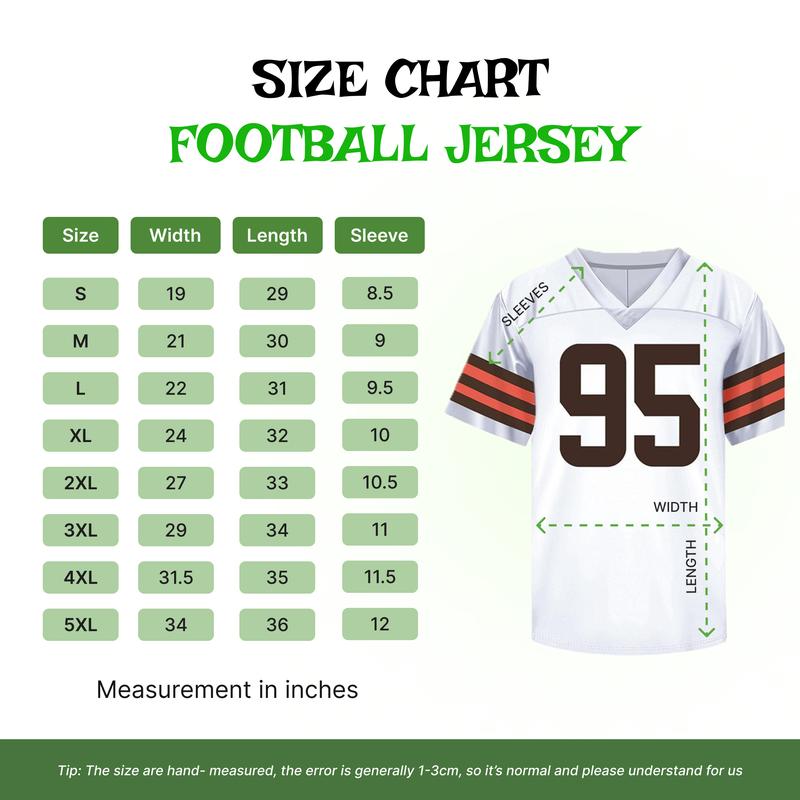 SIZE CHART
FOOTBALL JERSEY
Size Width Length Sleeve
S 19 29 8.5
M 21 30 9
L 22 31 9.5
XL 24 32 10
2XL 27 33 10.5
3XL 29 34 11
4XL 31.5 35 11.5
5XL 34 36 12
Measurement in inches
SLEEVES
95
WIDTH
LENGTH
Tip: The size are hand- measured, the error is generally 1-3cm, so it’s normal and please understand for us